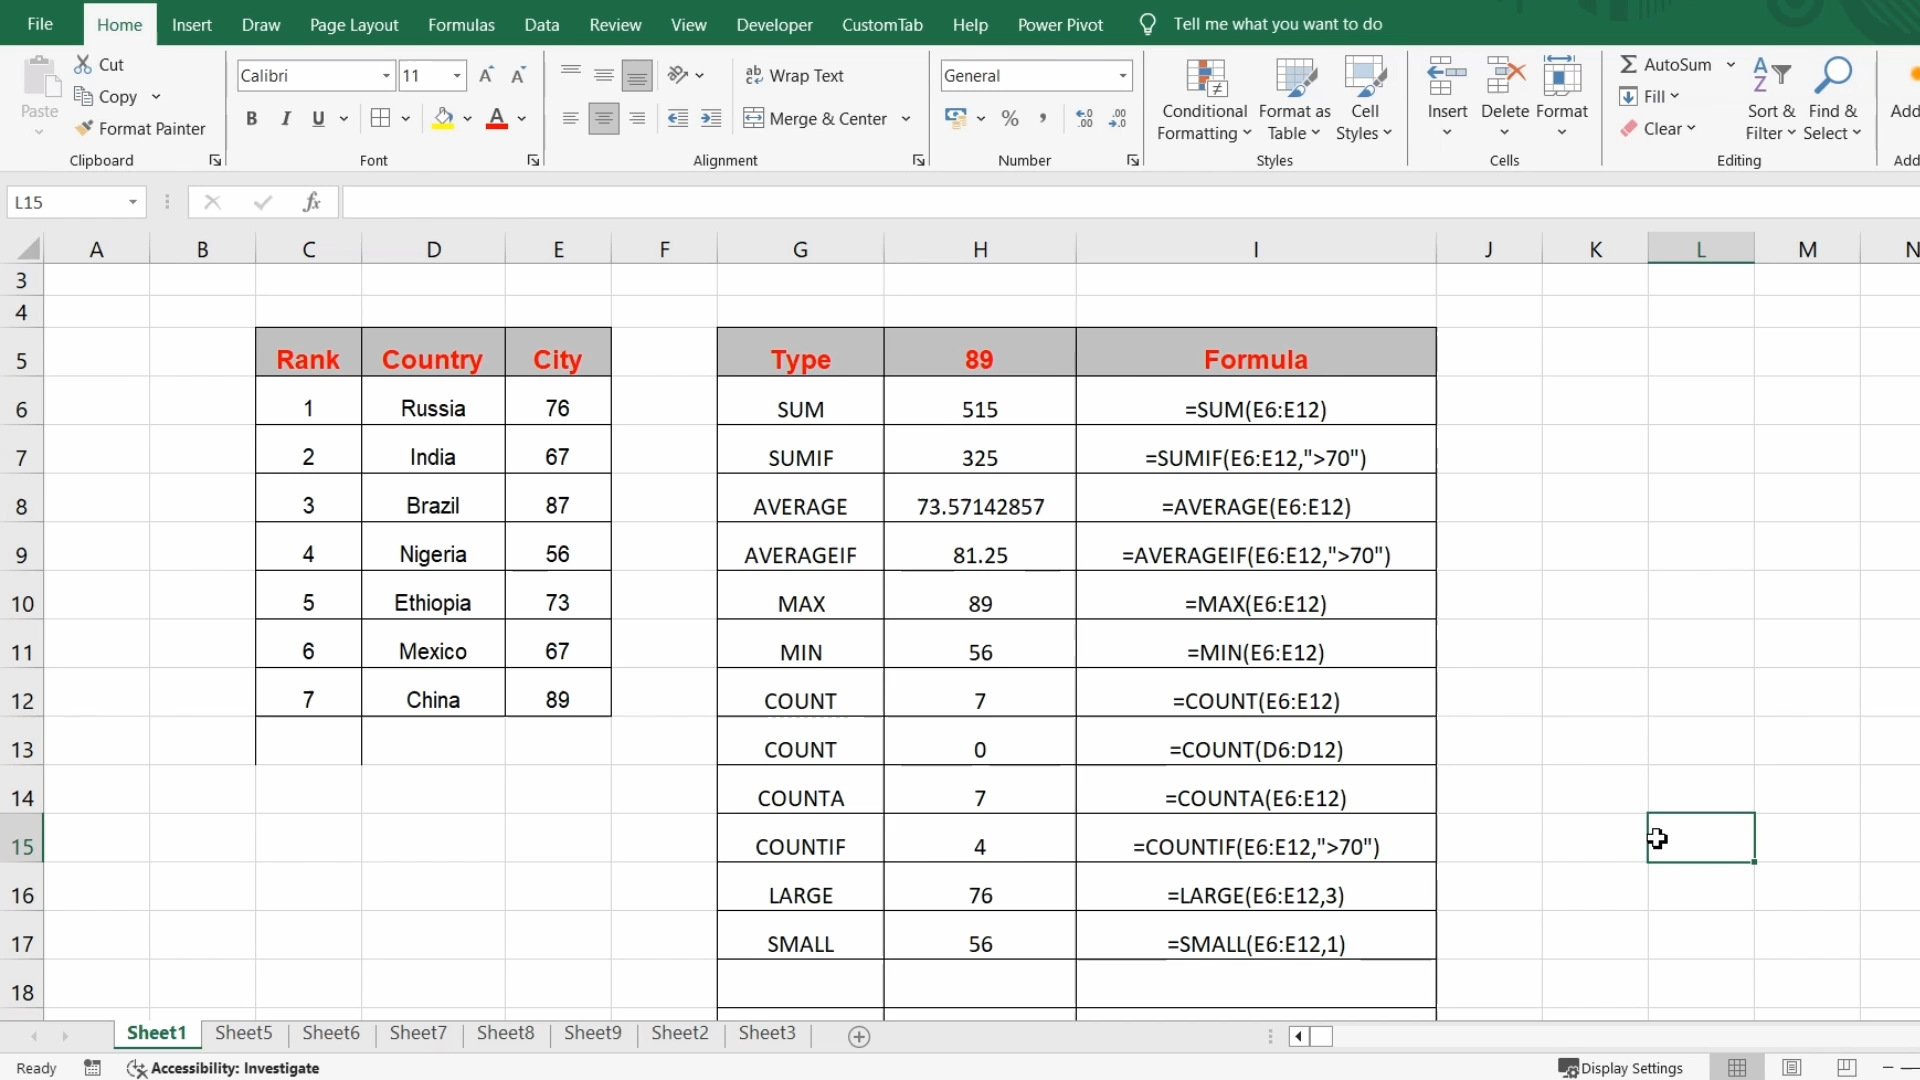 File Home Insert Draw Page Layout Formulas Data Review View Developer CustomTab Help Power Pivot Tell me what you want to do
Paste
Cut
Copy
Format Painter
Clipboard
Calibri 11 A A
B I U A
Font
ab Wrap Text
Merge & Center
Alignment
General
% , .00
Number
Conditional Formatting
Format as Table
Cell Styles
Styles
Insert Delete Format
Cells
AutoSum
Fill
Clear
Sort & Filter
Find & Select
Editing
L15 fx
A B C D E F G H I J K L M N
3
4
5 Rank Country City Type 89 Formula
6 1 Russia 76 SUM 515 =SUM(E6:E12)
7 2 India 67 SUMIF 325 =SUMIF(E6:E12,">70")
8 3 Brazil 87 AVERAGE 73.57142857 =AVERAGE(E6:E12)
9 4 Nigeria 56 AVERAGEIF 81.25 =AVERAGEIF(E6:E12,">70")
10 5 Ethiopia 73 MAX 89 =MAX(E6:E12)
11 6 Mexico 67 MIN 56 =MIN(E6:E12)
12 7 China 89 COUNT 7 =COUNT(E6:E12)
13 COUNT 0 =COUNT(D6:D12)
14 COUNTA 7 =COUNTA(E6:E12)
15 COUNTIF 4 =COUNTIF(E6:E12,">70")
16 LARGE 76 =LARGE(E6:E12,3)
17 SMALL 56 =SMALL(E6:E12,1)
18
Sheet1 Sheet5 Sheet6 Sheet7 Sheet8 Sheet9 Sheet2 Sheet3
Ready Accessibility: Investigate Display Settings